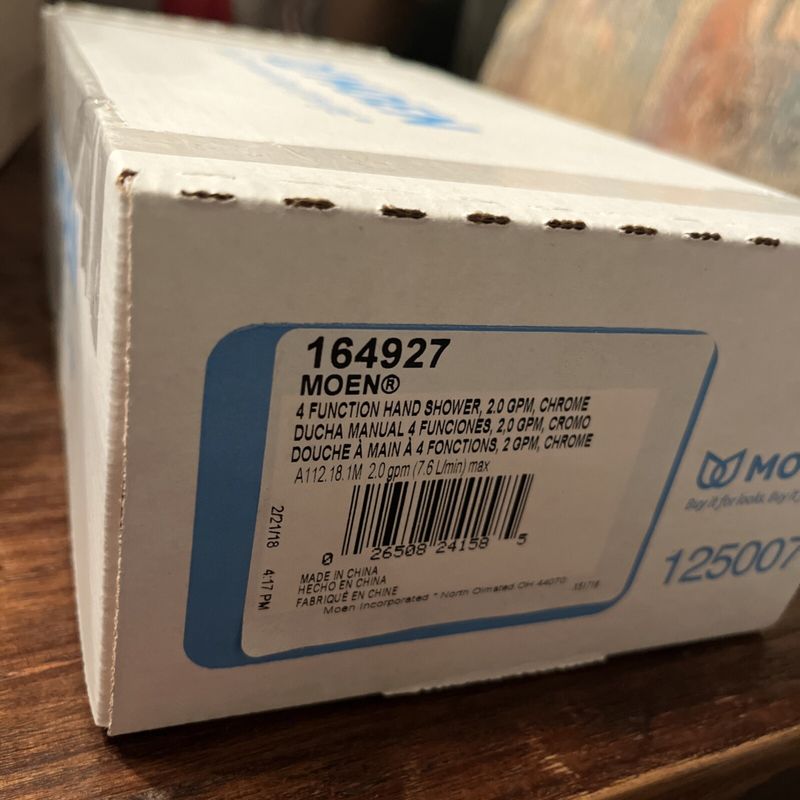 MOEN
164927
MOEN®
4 FUNCTION HAND SHOWER, 2.0 GPM, CHROME
DUCHA MANUAL 4 FUNCIONES, 2,0 GPM, CROMO
DOUCHE À MAIN À 4 FONCTIONS, 2 GPM, CHROME
A112.18.1M 2.0 gpm (7.6 L/min) max
0 26508 24158 5
MADE IN CHINA
HECHO EN CHINA
FABRIQUÉ EN CHINE
Moen Incorporated * North Olmsted OH 44070
2/21/18 4:17 PM
MO
Buy it for looks. Buy it
125007